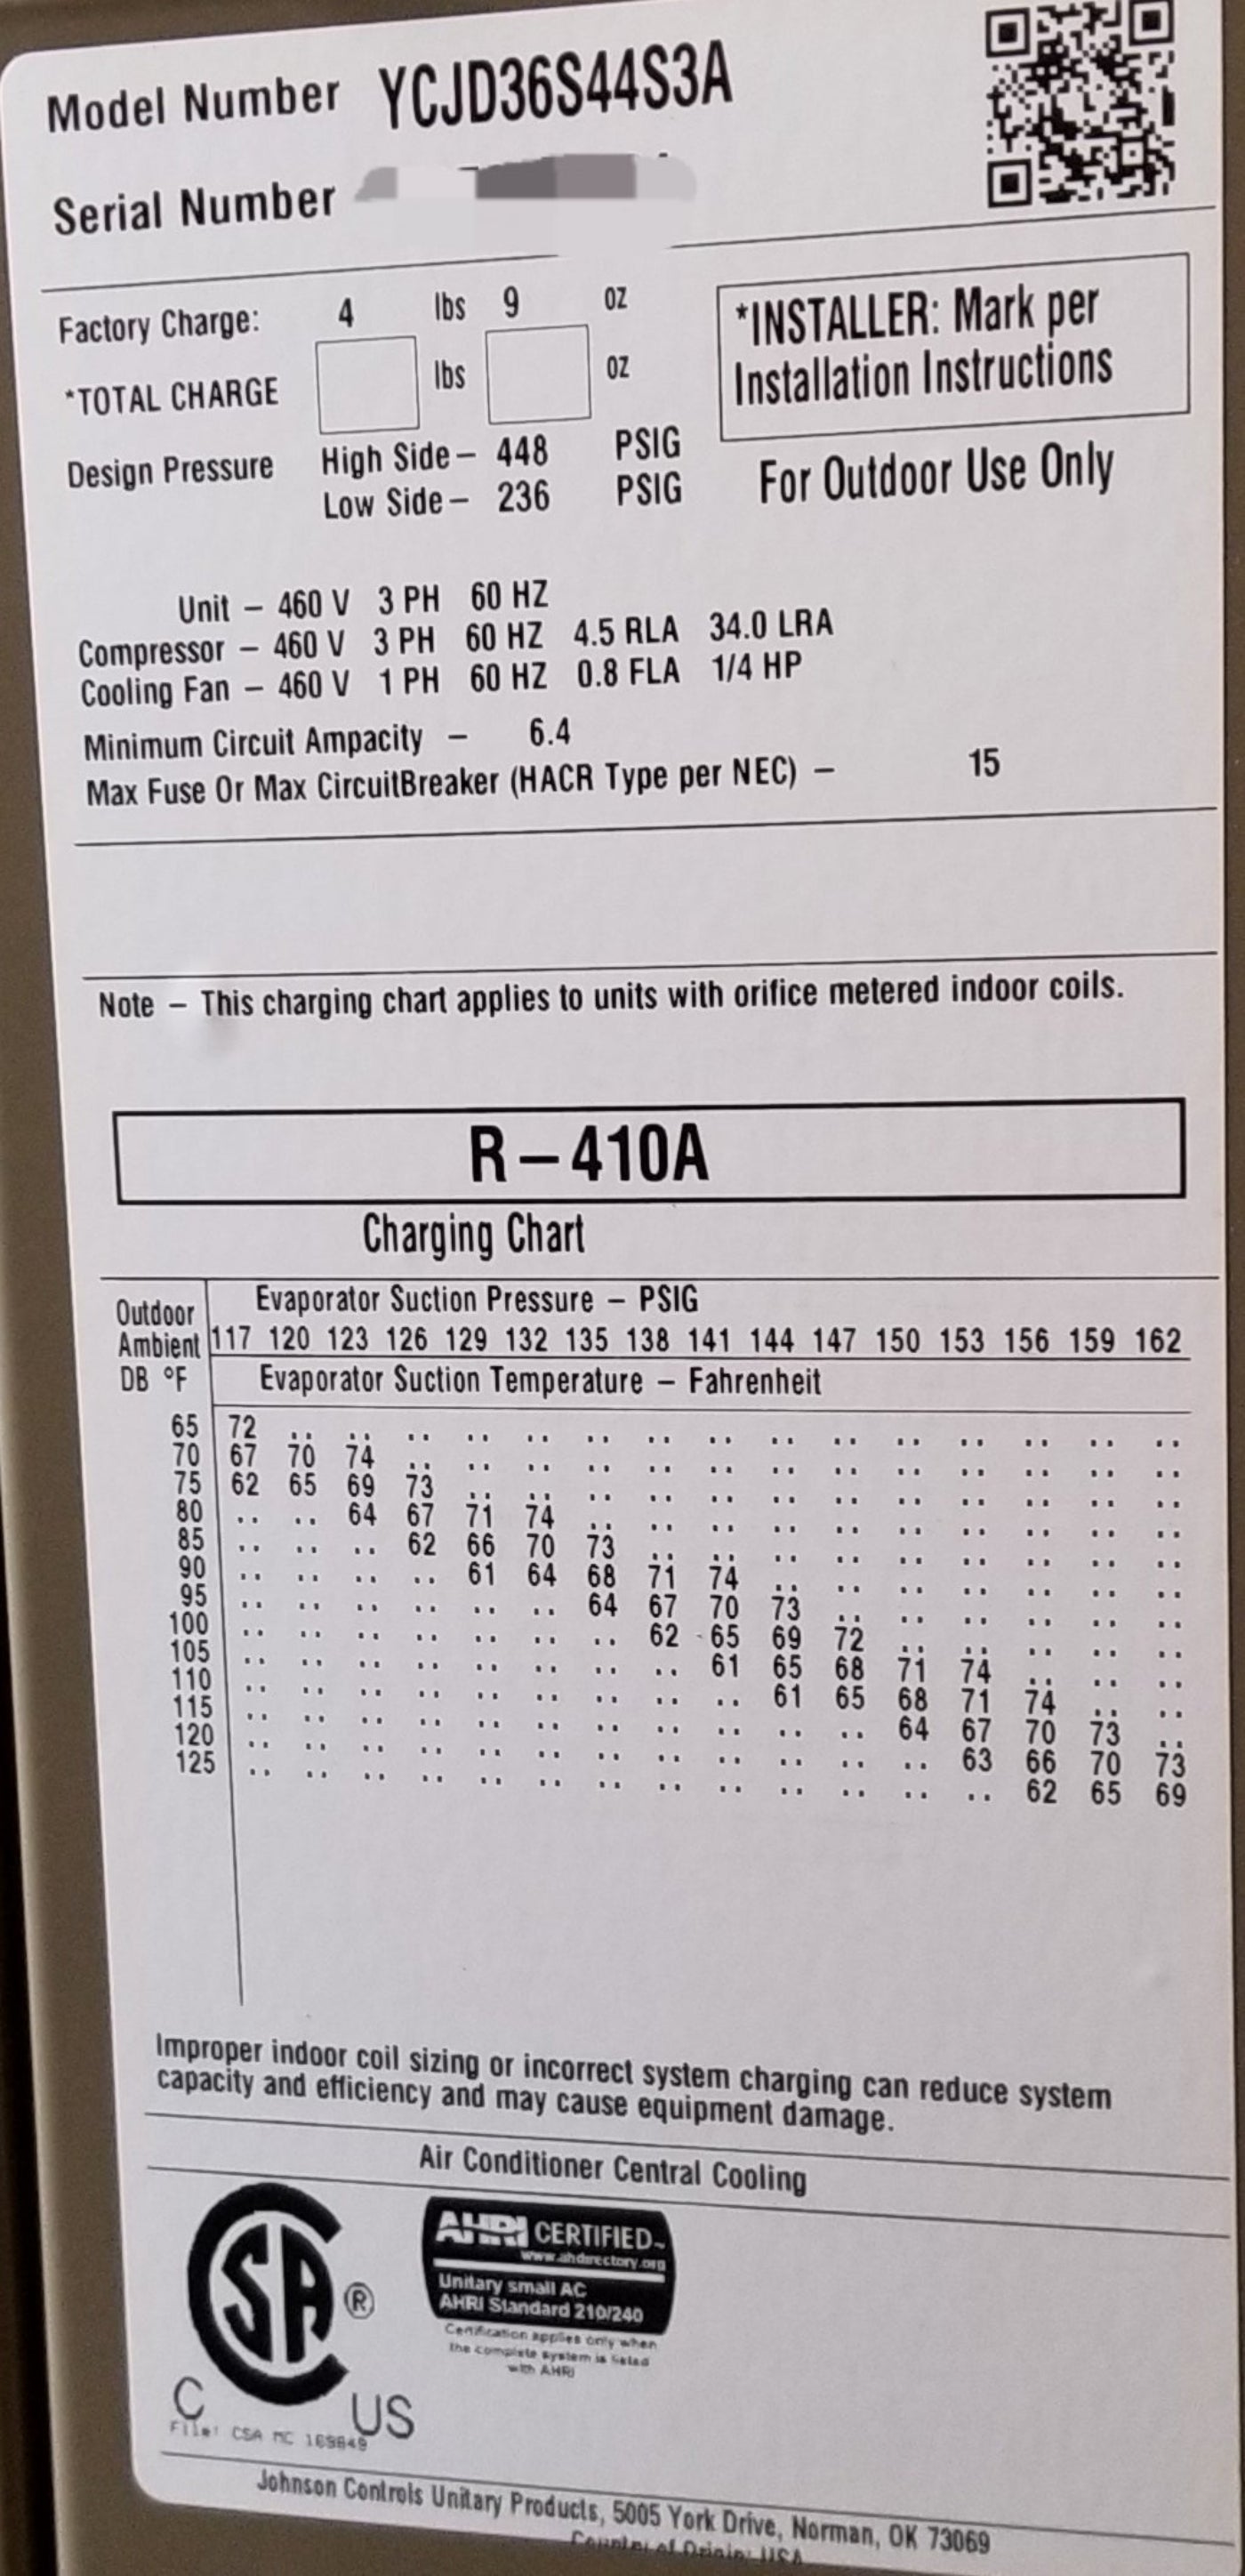 Model Number YCJD36S44S3A
Serial Number
Factory Charge: 4 lbs 9 OZ
*TOTAL CHARGE lbs OZ
*INSTALLER: Mark per
Installation Instructions
Design Pressure High Side – 448 PSIG
Low Side – 236 PSIG
For Outdoor Use Only
Unit – 460 V 3 PH 60 HZ
Compressor – 460 V 3 PH 60 HZ 4.5 RLA 34.0 LRA
Cooling Fan – 460 V 1 PH 60 HZ 0.8 FLA 1/4 HP
Minimum Circuit Ampacity – 6.4
Max Fuse Or Max CircuitBreaker (HACR Type per NEC) – 15
Note – This charging chart applies to units with orifice metered indoor coils.
R–410A
Charging Chart
Outdoor Ambient DB °F
Evaporator Suction Pressure – PSIG
117 120 123 126 129 132 135 138 141 144 147 150 153 156 159 162
Evaporator Suction Temperature – Fahrenheit
65 72 .. .. .. .. .. .. .. .. .. .. .. .. .. .. ..
70 67 70 74 .. .. .. .. .. .. .. .. .. .. .. .. ..
75 62 65 69 73 .. .. .. .. .. .. .. .. .. .. .. ..
80 .. .. 64 67 71 74 .. .. .. .. .. .. .. .. .. ..
85 .. .. .. 62 66 70 73 .. .. .. .. .. .. .. .. ..
90 .. .. .. .. 61 64 68 71 74 .. .. .. .. .. .. ..
95 .. .. .. .. .. .. 64 67 70 73 .. .. .. .. .. ..
100 .. .. .. .. .. .. .. 62 65 69 72 .. .. .. .. ..
105 .. .. .. .. .. .. .. .. 61 65 68 71 74 .. .. ..
110 .. .. .. .. .. .. .. .. .. 61 65 68 71 74 .. ..
115 .. .. .. .. .. .. .. .. .. .. .. 64 67 70 73 ..
120 .. .. .. .. .. .. .. .. .. .. .. .. 63 66 70 73
125 .. .. .. .. .. .. .. .. .. .. .. .. .. 62 65 69
Improper indoor coil sizing or incorrect system charging can reduce system
capacity and efficiency and may cause equipment damage.
Air Conditioner Central Cooling
SA ®
C US
File: CSA MC 169849
AHRI CERTIFIED™
www.ahridirectory.org
Unitary small AC
AHRI Standard 210/240
Certification applies only when
the complete system is listed
with AHRI
Johnson Controls Unitary Products, 5005 York Drive, Norman, OK 73069
Country of Origin: USA